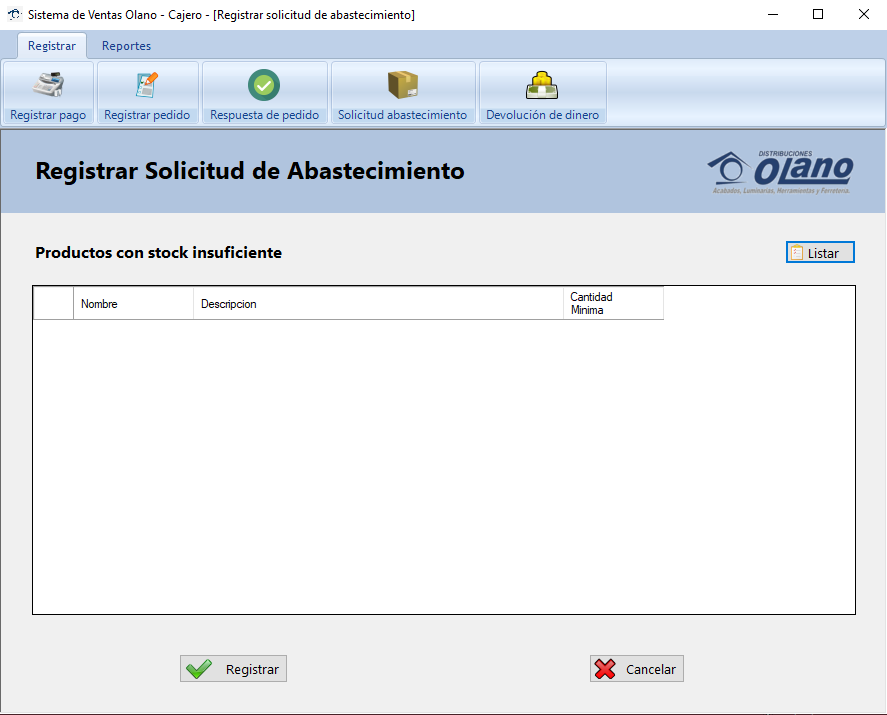 Sistema de Ventas Olano - Cajero - [Registrar solicitud de abastecimiento]
Registrar
Reportes
Registrar pago
Registrar pedido
Respuesta de pedido
Solicitud abastecimiento
Devolución de dinero
Registrar Solicitud de Abastecimiento
DISTRIBUCIONES
OLano
Acabados, Luminarias, Herramientas y Ferretería.
Productos con stock insuficiente
Listar
Nombre
Descripcion
Cantidad
Minima
Registrar
Cancelar